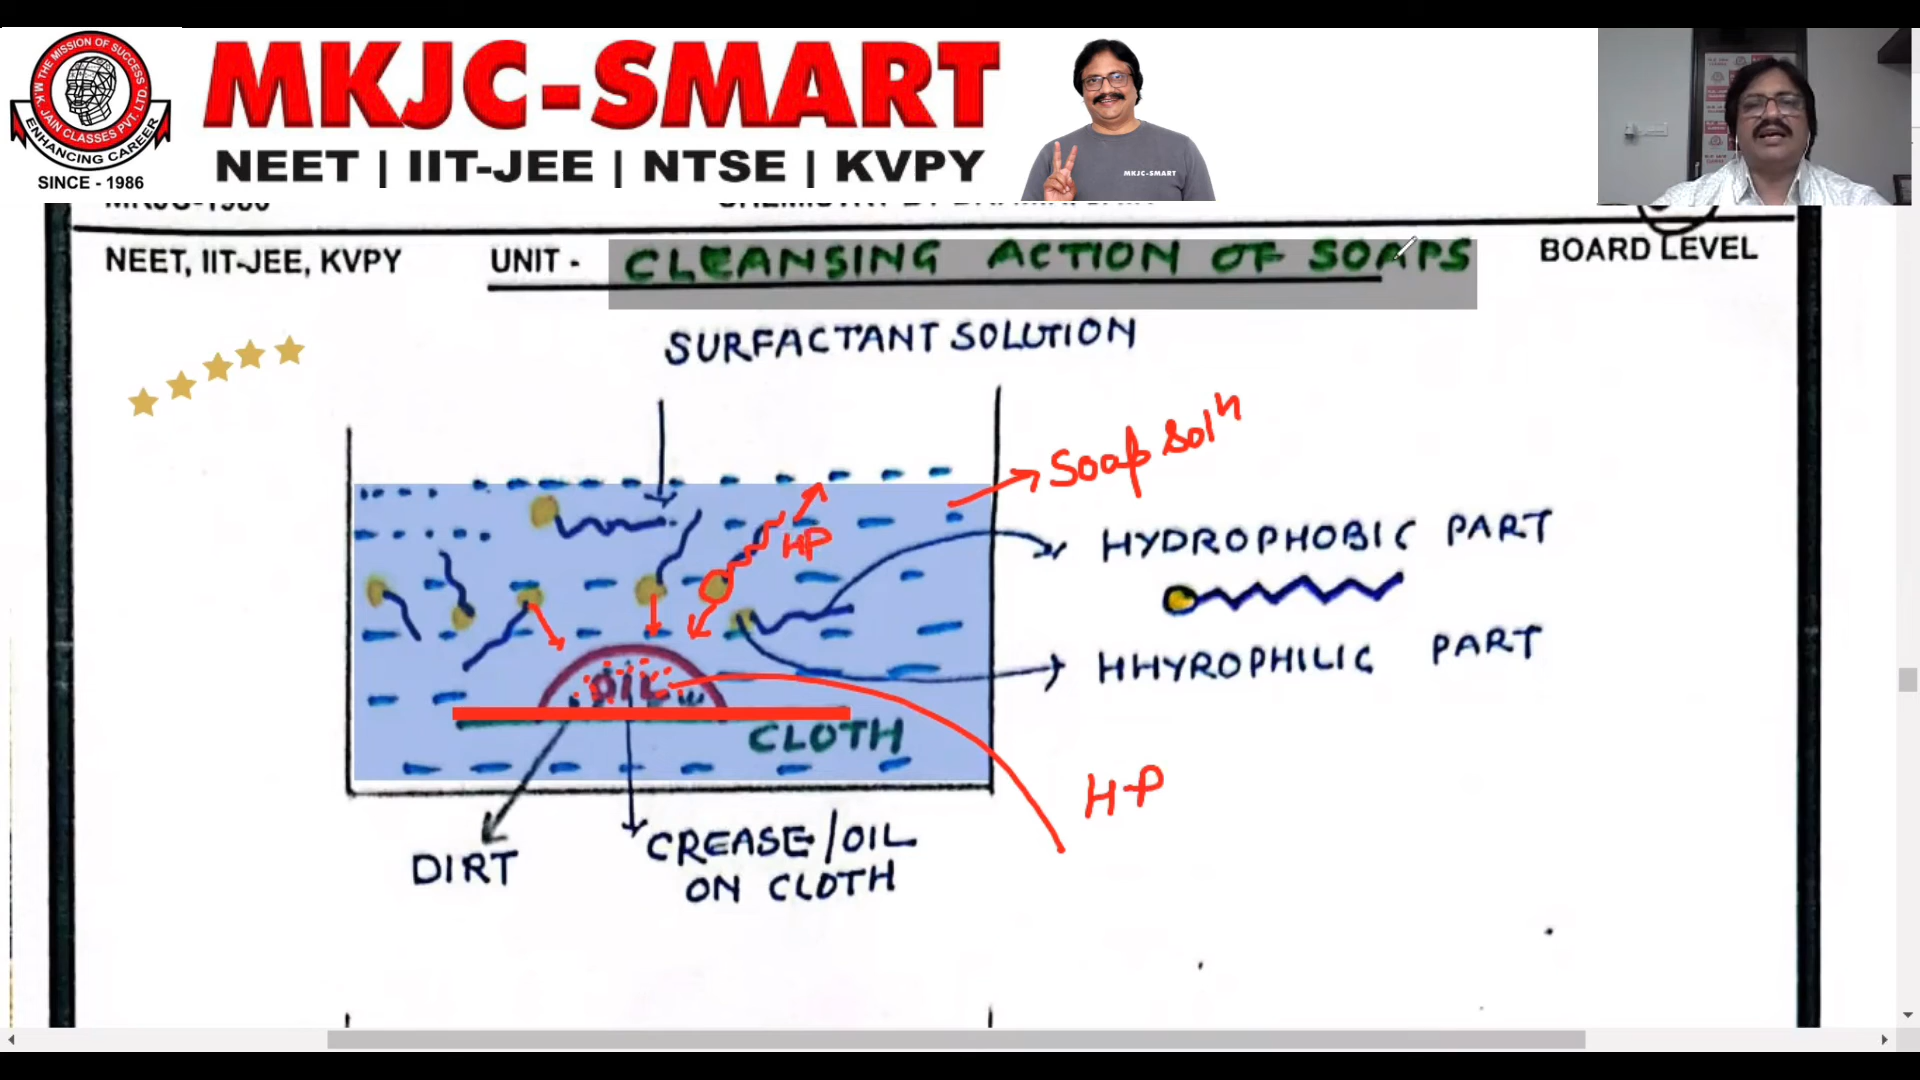 THE MISSION OF SUCCESS
M.K. JAIN CLASSES PVT. LTD.
ENHANCING CAREER
SINCE - 1986
MKJC-SMART
NEET | IIT-JEE | NTSE | KVPY
MKJC-SMART
NEET, IIT-JEE, KVPY
UNIT - CLEANSING ACTION OF SOAPS
BOARD LEVEL
SURFACTANT SOLUTION
Soap solⁿ
HP
HYDROPHOBIC PART
HHYROPHILIC PART
OIL
CLOTH
H-P
DIRT
CREASE/OIL
ON CLOTH